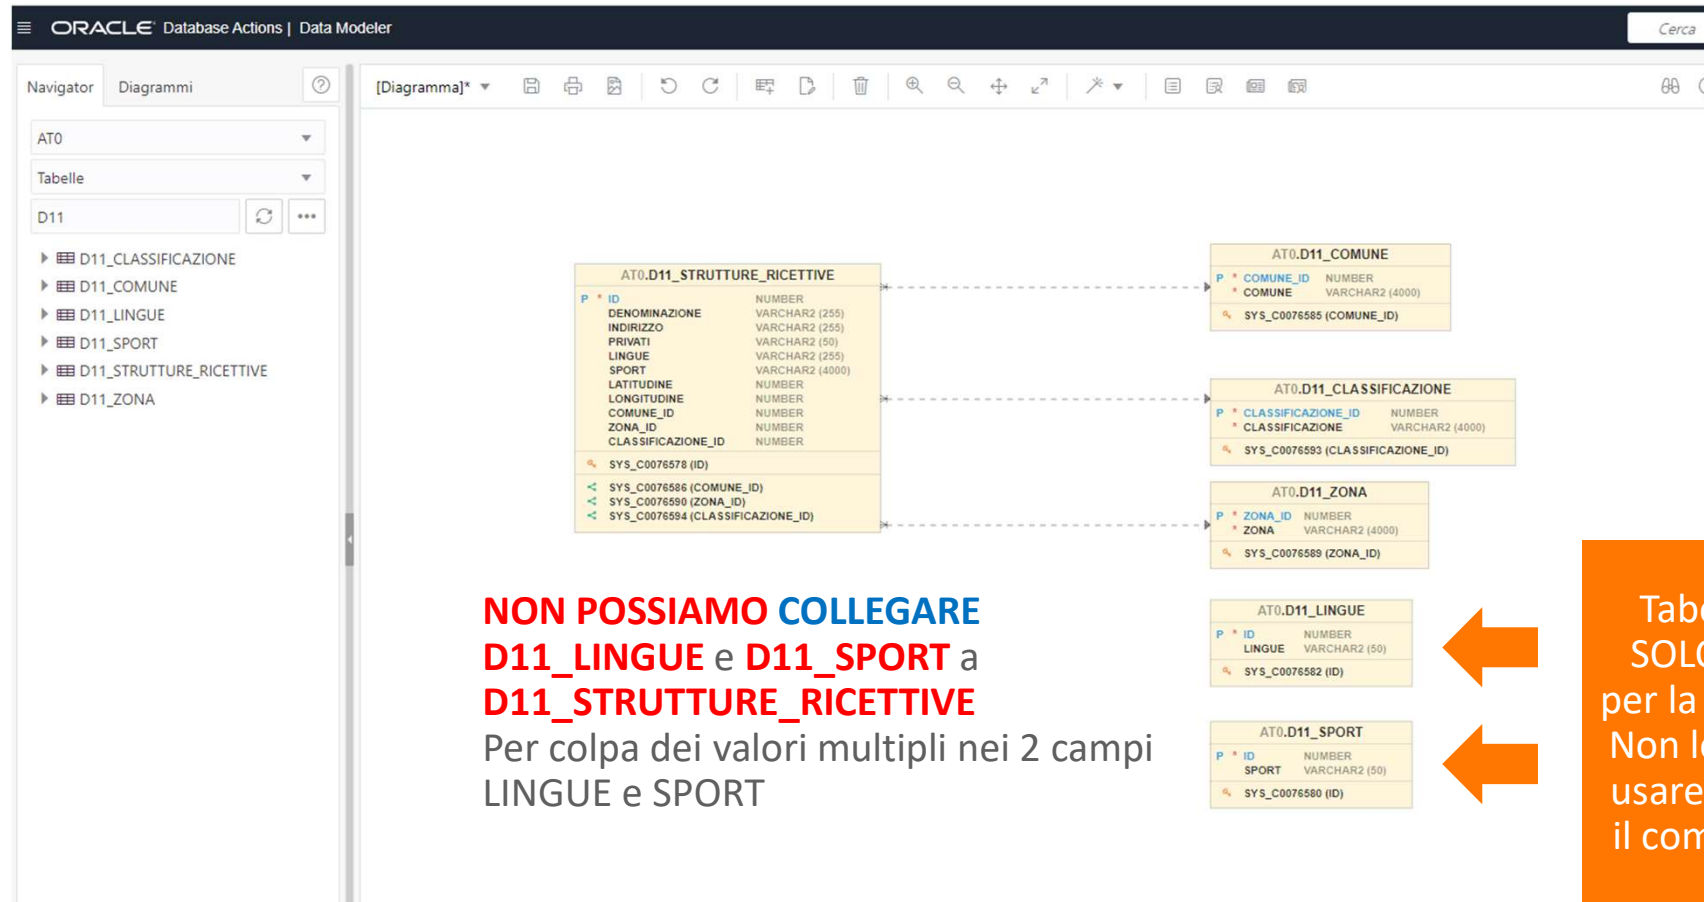 ORACLE Database Actions | Data Modeler
Cerca
Navigator Diagrammi
[Diagramma]*
AT0
Tabelle
D11
D11_CLASSIFICAZIONE
D11_COMUNE
D11_LINGUE
D11_SPORT
D11_STRUTTURE_RICETTIVE
D11_ZONA
AT0.D11_STRUTTURE_RICETTIVE
P * ID NUMBER
DENOMINAZIONE VARCHAR2 (255)
INDIRIZZO VARCHAR2 (255)
PRIVATI VARCHAR2 (50)
LINGUE VARCHAR2 (255)
SPORT VARCHAR2 (4000)
LATITUDINE NUMBER
LONGITUDINE NUMBER
COMUNE_ID NUMBER
ZONA_ID NUMBER
CLASSIFICAZIONE_ID NUMBER
SYS_C0076578 (ID)
SYS_C0076586 (COMUNE_ID)
SYS_C0076590 (ZONA_ID)
SYS_C0076594 (CLASSIFICAZIONE_ID)
AT0.D11_COMUNE
P * COMUNE_ID NUMBER
* COMUNE VARCHAR2 (4000)
SYS_C0076585 (COMUNE_ID)
AT0.D11_CLASSIFICAZIONE
P * CLASSIFICAZIONE_ID NUMBER
* CLASSIFICAZIONE VARCHAR2 (4000)
SYS_C0076593 (CLASSIFICAZIONE_ID)
AT0.D11_ZONA
P * ZONA_ID NUMBER
* ZONA VARCHAR2 (4000)
SYS_C0076589 (ZONA_ID)
AT0.D11_LINGUE
P * ID NUMBER
LINGUE VARCHAR2 (50)
SYS_C0076582 (ID)
AT0.D11_SPORT
P * ID NUMBER
SPORT VARCHAR2 (50)
SYS_C0076580 (ID)
NON POSSIAMO COLLEGARE
D11_LINGUE e D11_SPORT a
D11_STRUTTURE_RICETTIVE
Per colpa dei valori multipli nei 2 campi
LINGUE e SPORT
per la
Non
usare
il